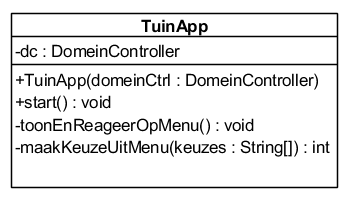 TuinApp
-dc : DomeinController
+TuinApp(domeinCtrl : DomeinController)
+start() : void
-toonEnReageerOpMenu() : void
-maakKeuzeUitMenu(keuzes : String[]) : int